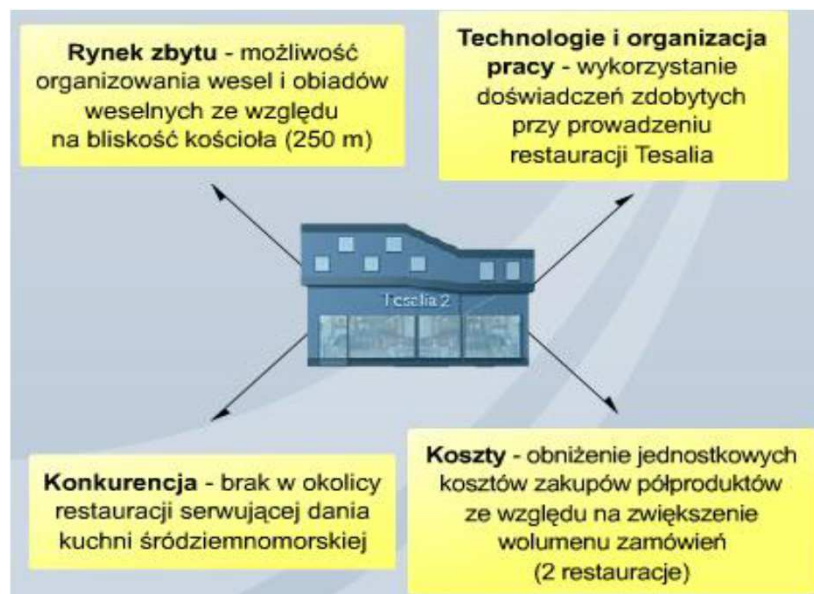 Rynek zbytu - możliwość
organizowania wesel i obiadów
weselnych ze względu
na bliskość kościoła (250 m)
Technologie i organizacja
pracy - wykorzystanie
doświadczeń zdobytych
przy prowadzeniu
restauracji Tesalia
Tesalia 2
Konkurencja - brak w okolicy
restauracji serwującej dania
kuchni śródziemnomorskiej
Koszty - obniżenie jednostkowych
kosztów zakupów półproduktów
ze względu na zwiększenie
wolumenu zamówień
(2 restauracje)